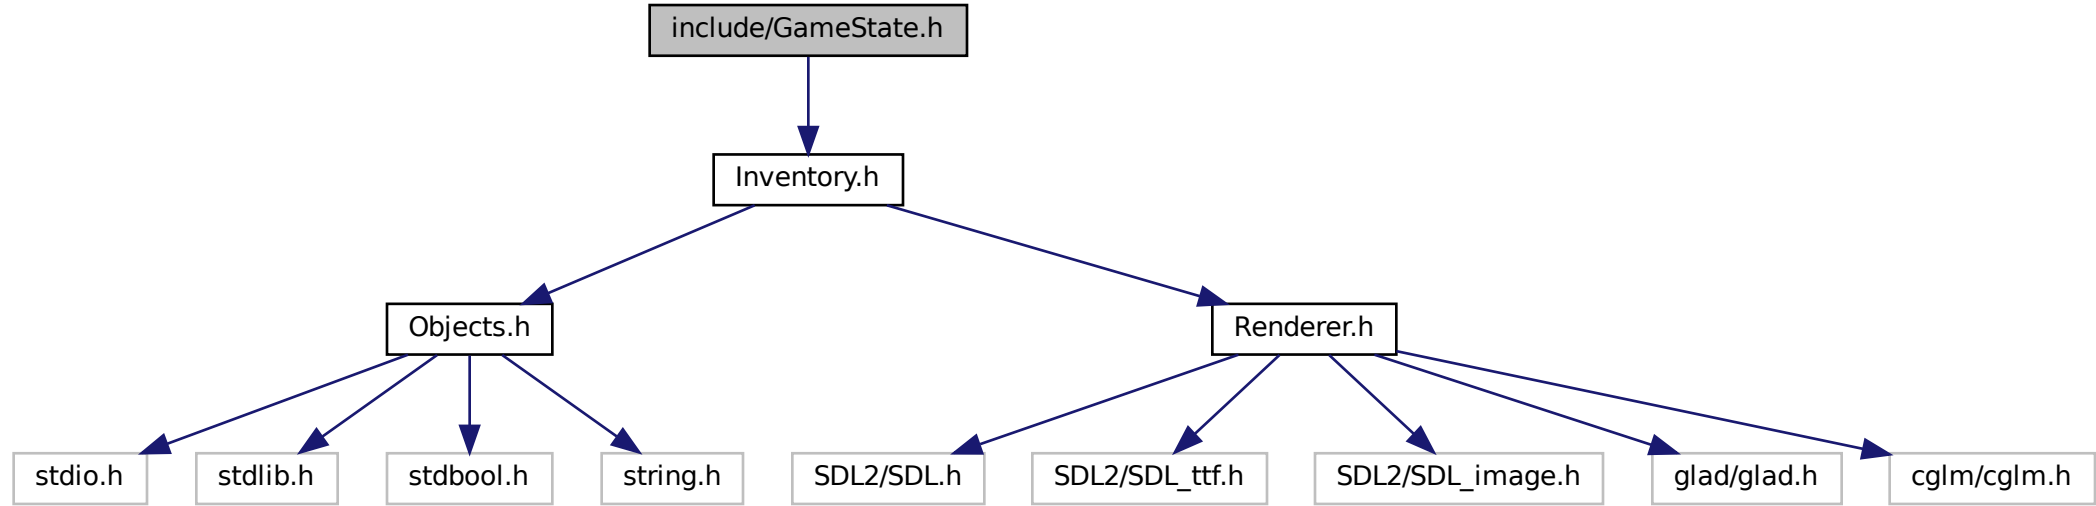 include/GameState.h
Inventory.h
Objects.h
Renderer.h
stdio.h
stdlib.h
stdbool.h
string.h
SDL2/SDL.h
SDL2/SDL_ttf.h
SDL2/SDL_image.h
glad/glad.h
cglm/cglm.h